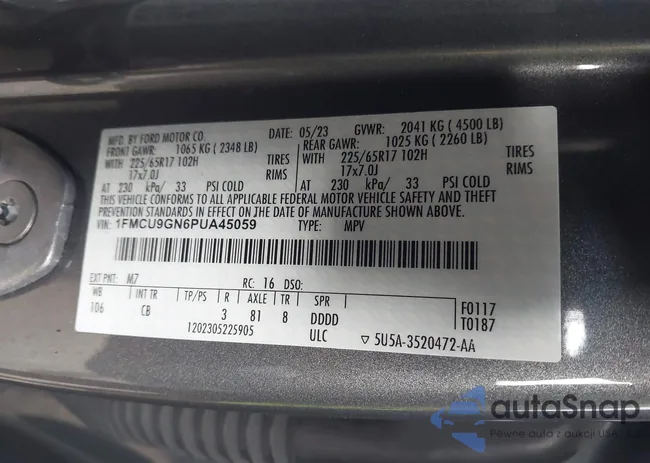 MFD. BY FORD MOTOR CO. 05/23 GVWR: 2041 KG ( 4500 LB)
FRONT GAWR: 1065 KG ( 2348 LB) REAR GAWR: 1025 KG ( 2260 LB)
WITH 225/65R17 102H TIRES WITH 225/65R17 102H TIRES
17x7.0J RIMS 17x7.0J RIMS
AT 230 kPa/ 33 PSI COLD AT 230 kPa/ 33 PSI COLD
THIS VEHICLE CONFORMS TO ALL APPLICABLE FEDERAL MOTOR VEHICLE SAFETY AND THEFT
PREVENTION STANDARDS IN EFFECT ON THE DATE OF MANUFACTURE SHOWN ABOVE.
VIN: 1FMCU9GN6PUA45059 TYPE: MPV
EXT PNT: M7 RC: 16 DSO:
WB INT TR TP/PS R AXLE TR SPR F0117
106 CB 3 81 8 DDDD T0187
1202305225905 ULC ▽ 5U5A-3520472-AA
autaSnap
Pewne auta z aukcji USA